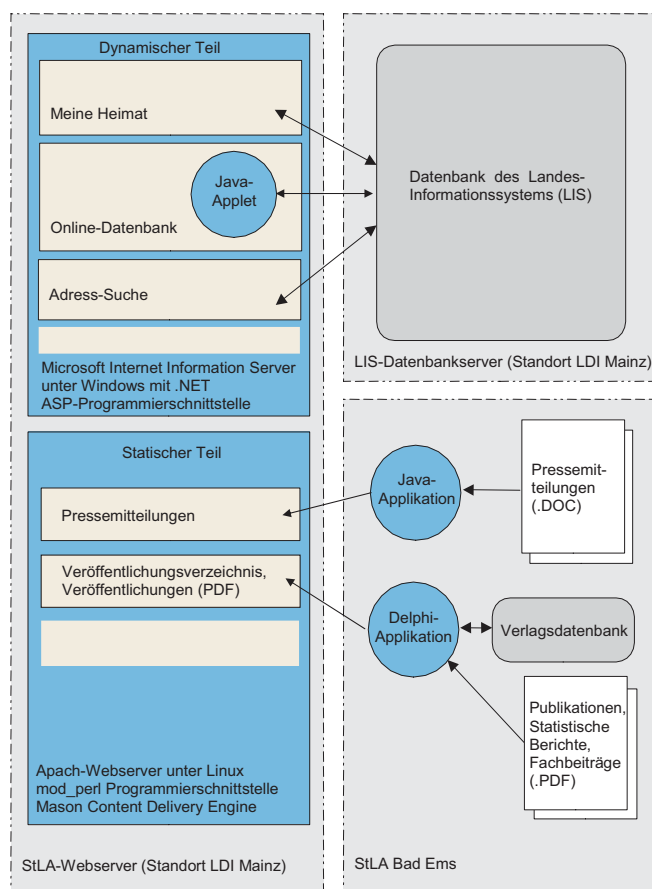 Dynamischer Teil
Meine Heimat
Java-
Applet
Online-Datenbank
Adress-Suche
Microsoft Internet Information Server
unter Windows mit .NET
ASP-Programmierschnittstelle
Datenbank des Landes-
Informationssystems (LIS)
LIS-Datenbankserver (Standort LDI Mainz)
Statischer Teil
Pressemitteilungen
Veröffentlichungsverzeichnis,
Veröffentlichungen (PDF)
Apach-Webserver unter Linux
mod_perl Programmierschnittstelle
Mason Content Delivery Engine
StLA-Webserver (Standort LDI Mainz)
Java-
Applikation
Pressemit-
teilungen
(.DOC)
Delphi-
Applikation
Verlagsdatenbank
Publikationen,
Statistische
Berichte,
Fachbeiträge
(.PDF)
StLA Bad Ems